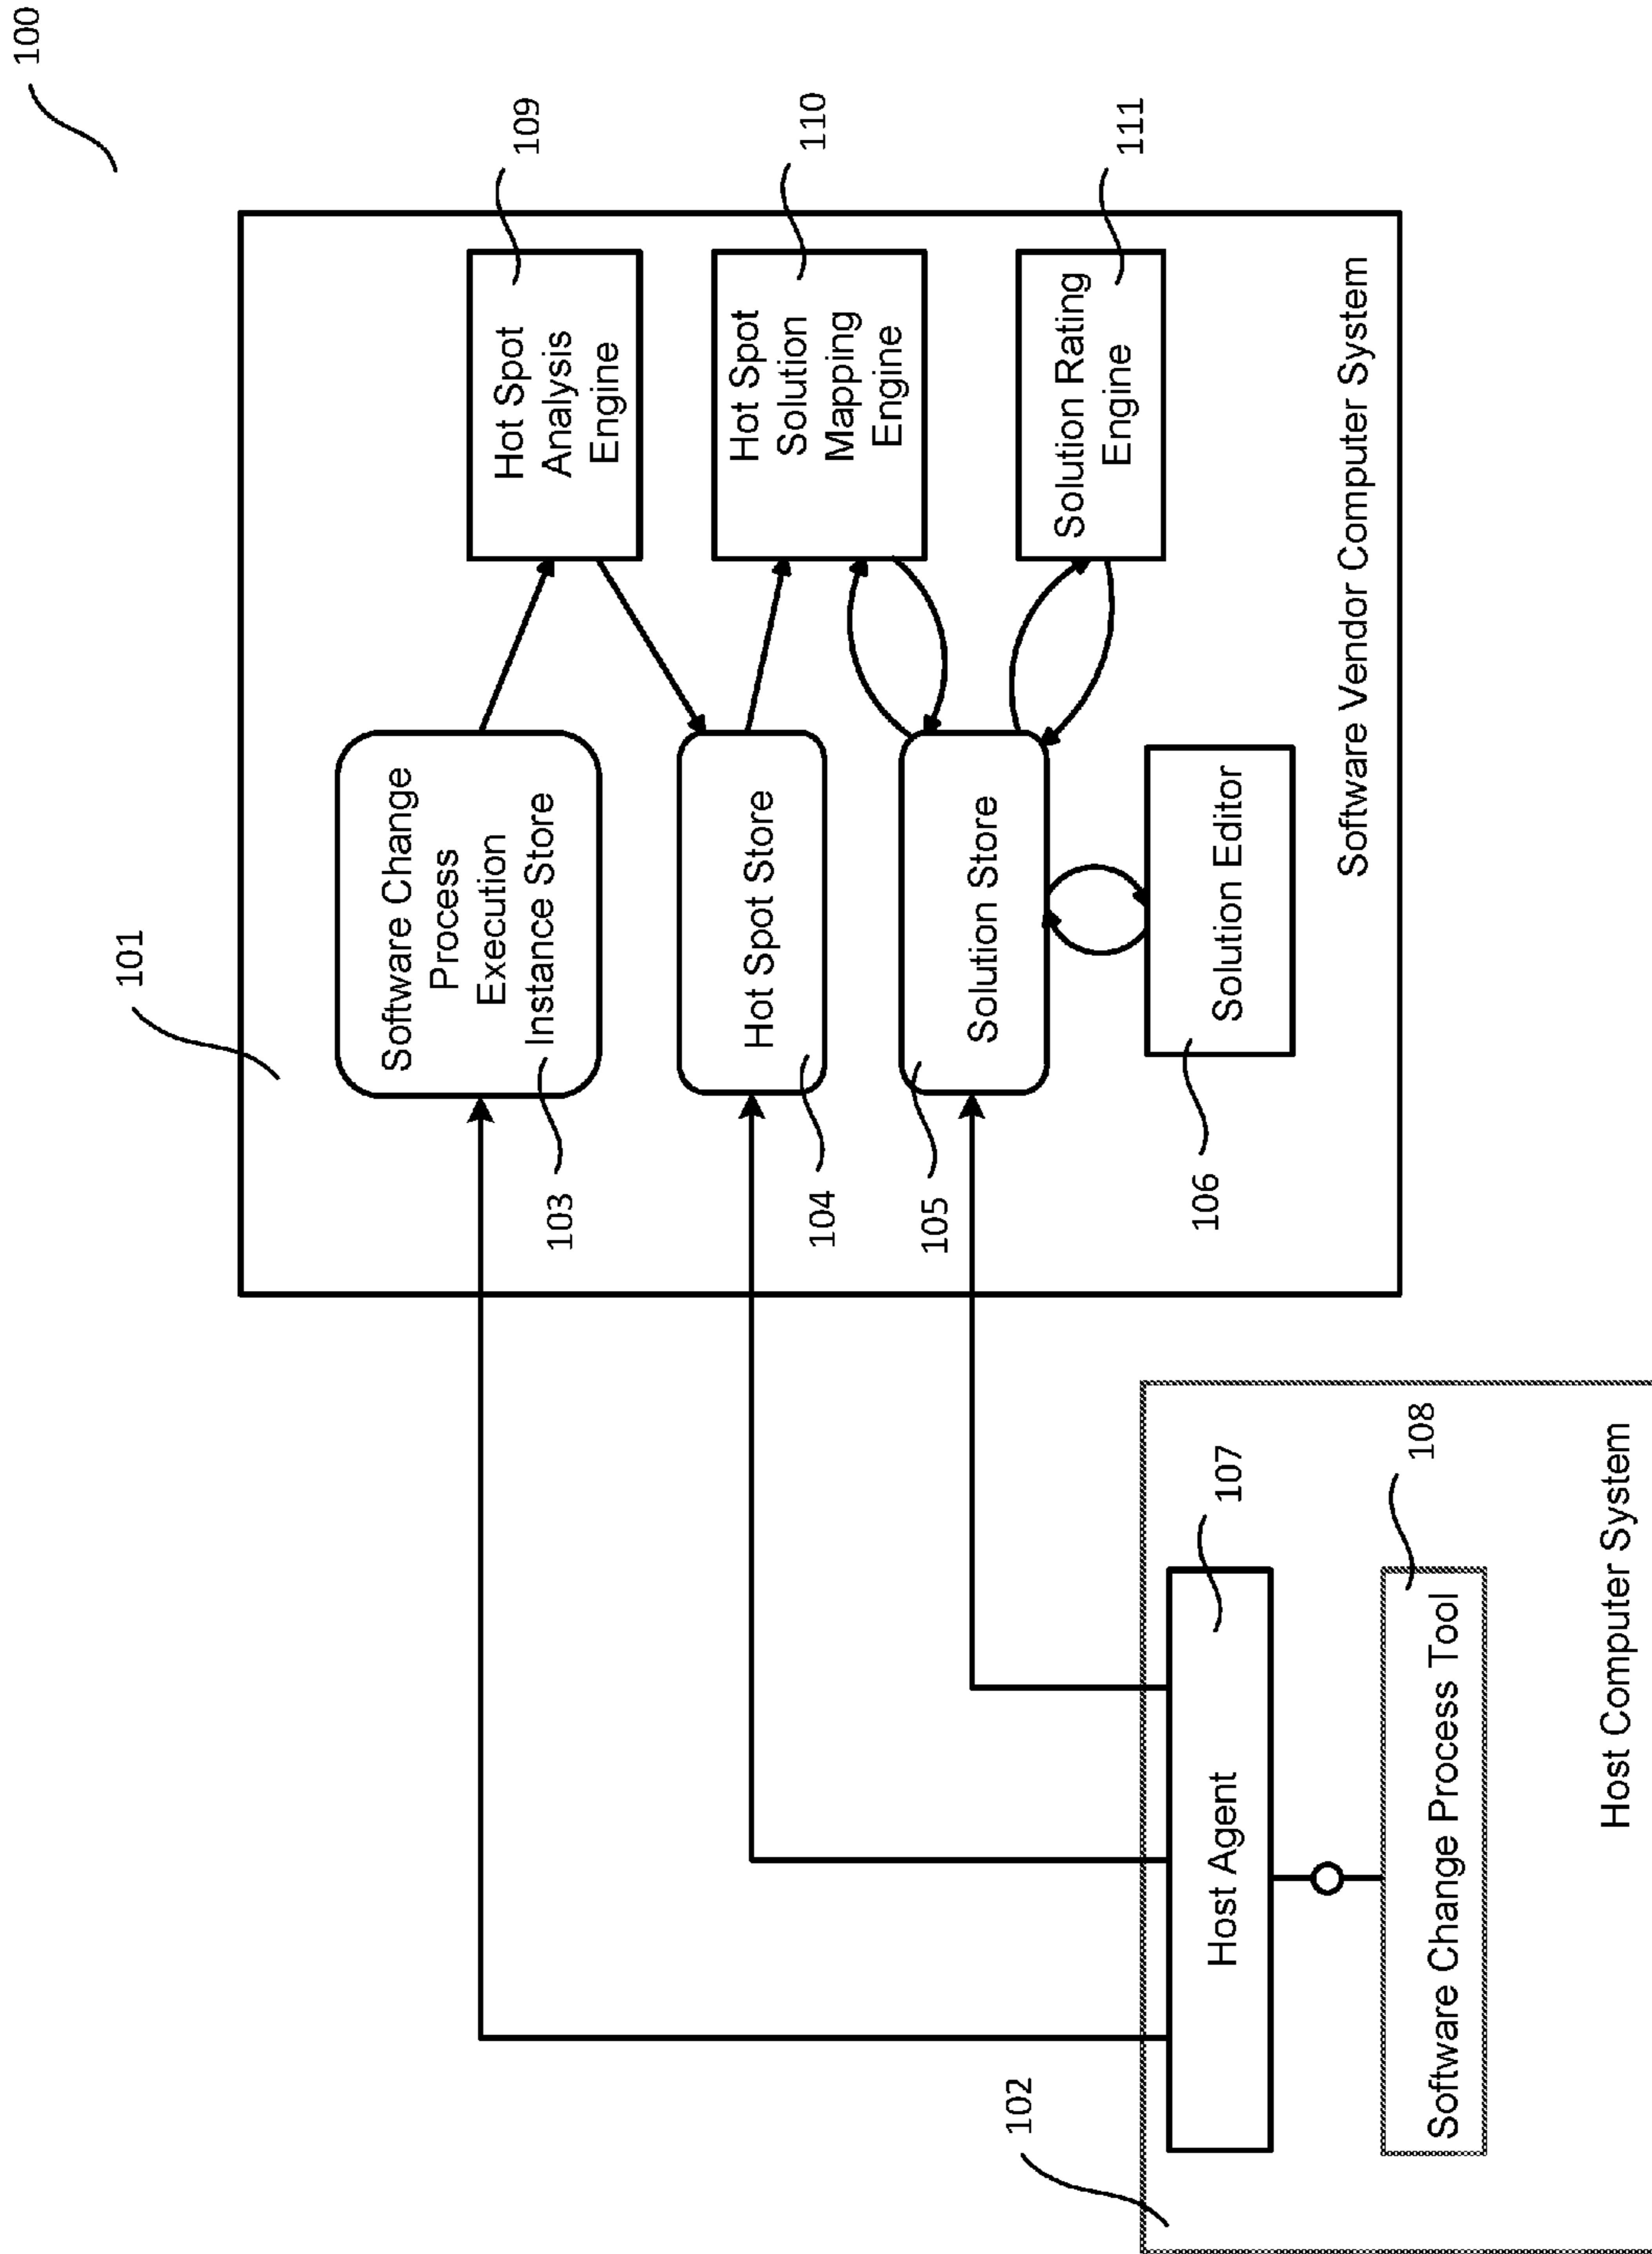 100
101
Software Change
Process
Execution
Instance Store
103
Hot Spot
Analysis
Engine
109
Hot Spot Store
104
Hot Spot
Solution
Mapping
Engine
110
Solution Store
105
Solution Rating
Engine
111
Solution Editor
106
Software Vendor Computer System
102
Host Agent
107
Software Change Process Tool
108
Host Computer System